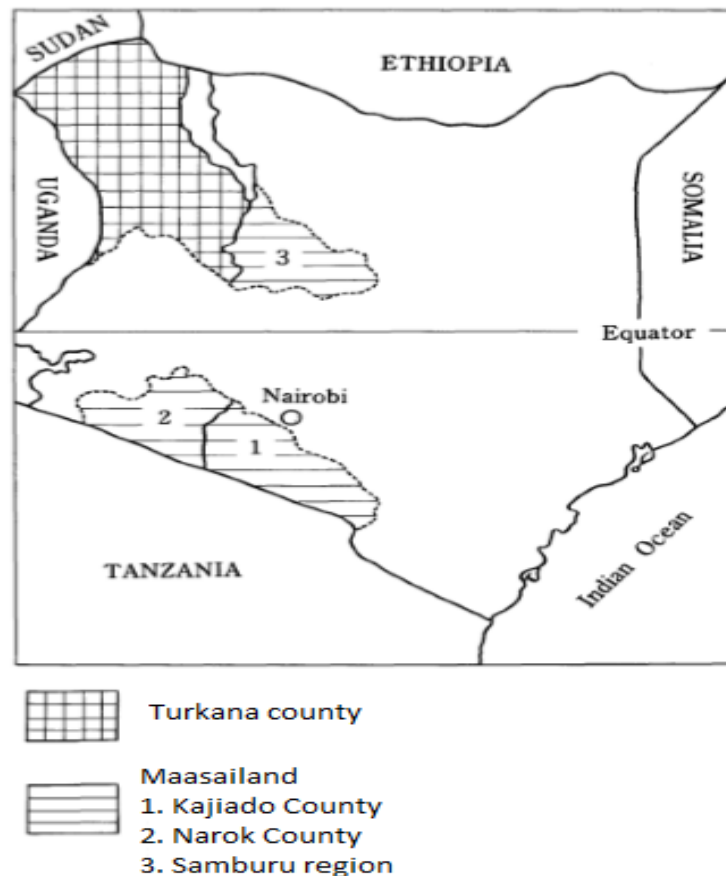 SUDAN
ETHIOPIA
UGANDA
SOMALIA
3
Equator
Nairobi
2
1
TANZANIA
Indian Ocean
Turkana county
Maasailand
1. Kajiado County
2. Narok County
3. Samburu region